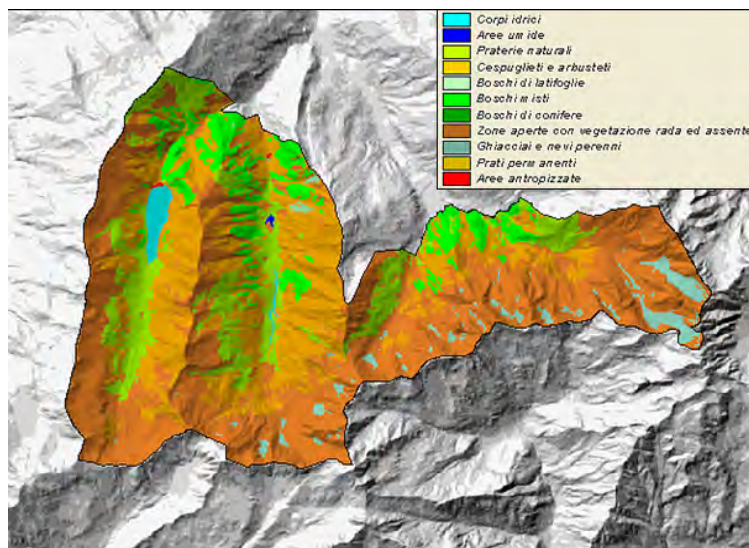 Corpi idrici
Aree umide
Praterie naturali
Cespuglieti e arbusteti
Boschi di latifoglie
Boschi misti
Boschi di conifere
Zone aperte con vegetazione rada ed assente
Ghiacciai e nevi perenni
Prati permanenti
Aree antropizzate